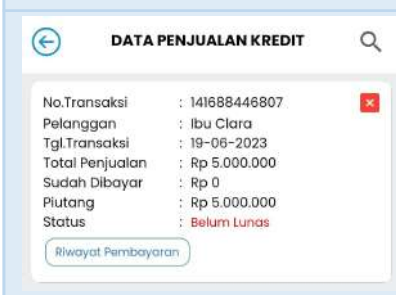 DATA PENJUALAN KREDIT
No.Transaksi : 141688446807
Pelanggan : Ibu Clara
Tgl.Transaksi : 19-06-2023
Total Penjualan : Rp 5.000.000
Sudah Dibayar : Rp 0
Piutang : Rp 5.000.000
Status : Belum Lunas
Riwayat Pembayaran